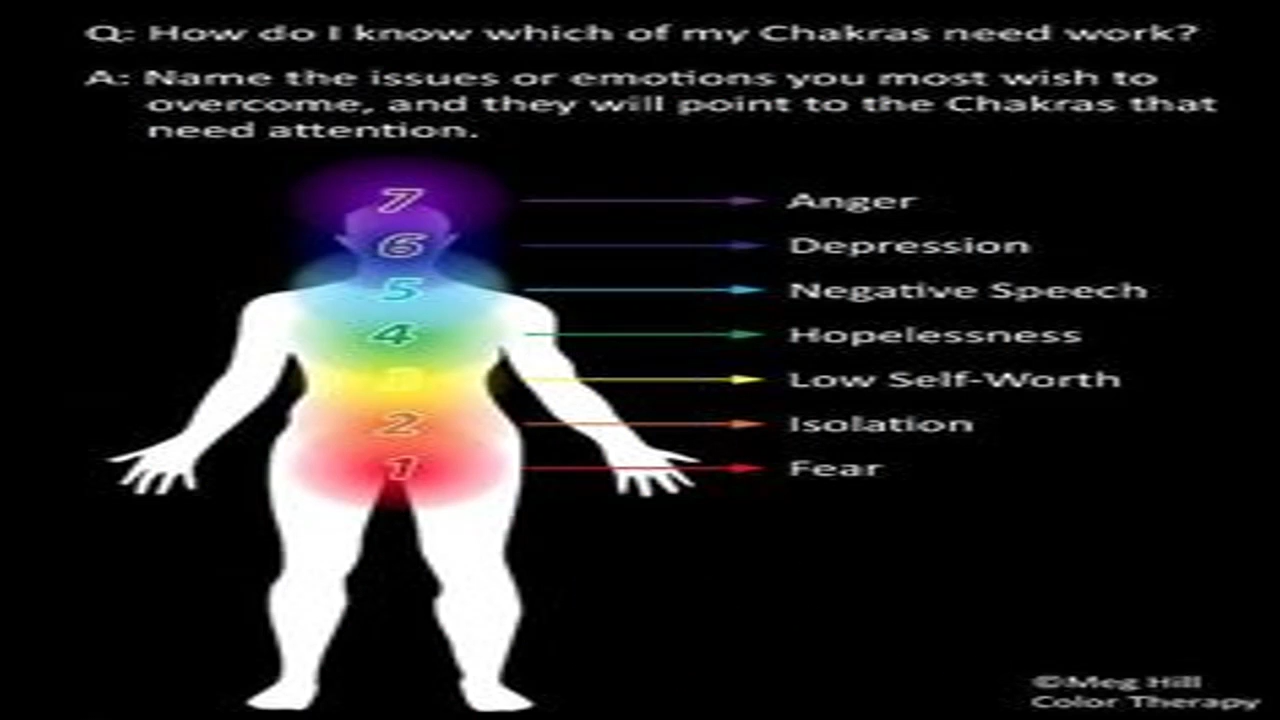 Q: How do I know which of my Chakras need work?
A: Name the issues or emotions you most wish to
overcome, and they will point to the Chakras that
need attention.
7 Anger
6 Depression
5 Negative Speech
4 Hopelessness
3 Low Self-Worth
2 Isolation
1 Fear
©Meg Hill
Color Therapy